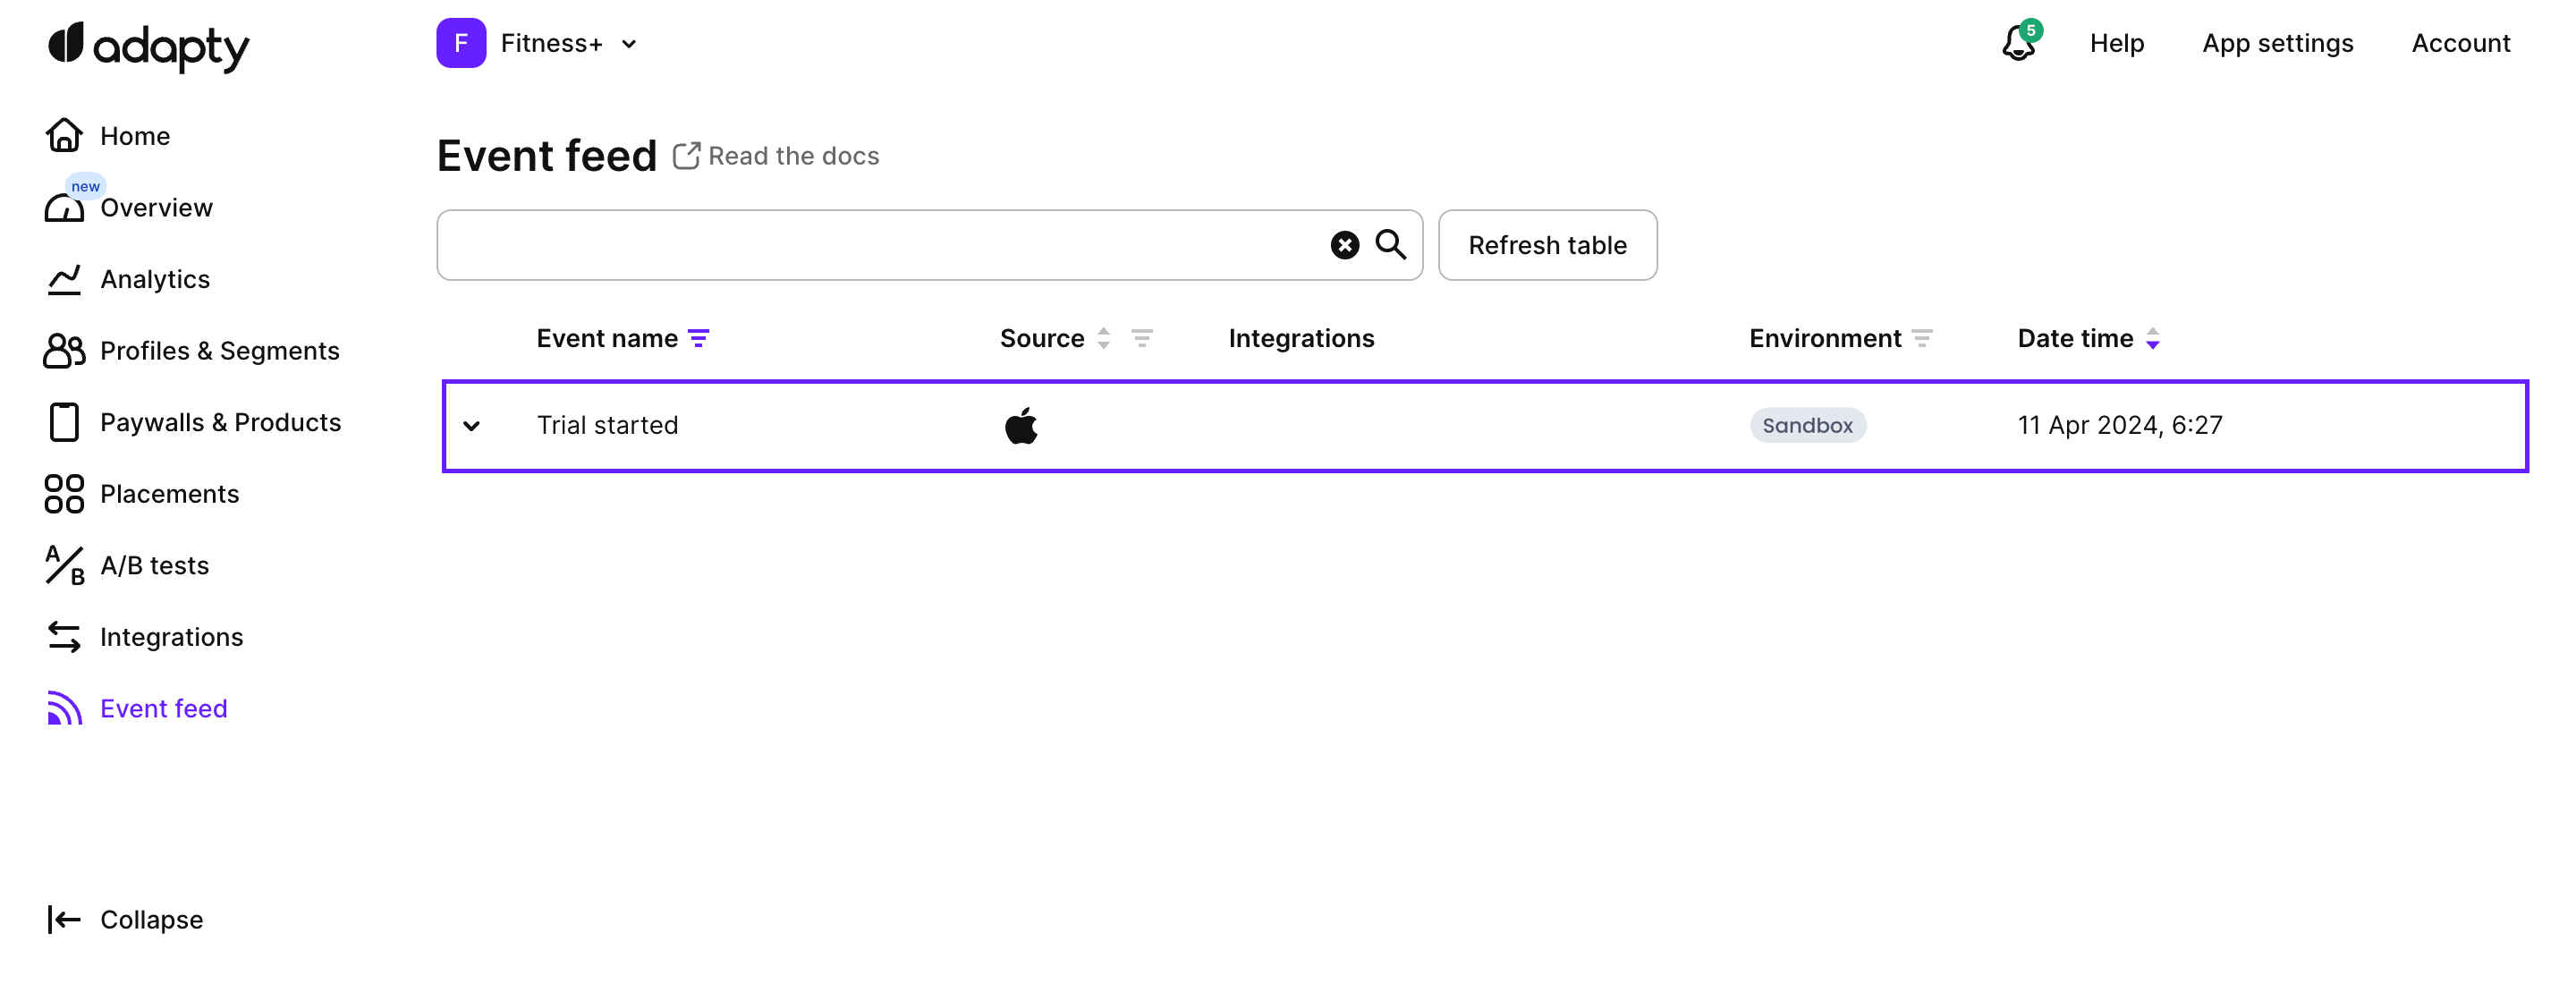 adapty
F Fitness+
5
Help
App settings
Account
Home
new
Overview
Analytics
Profiles & Segments
Paywalls & Products
Placements
A/B
A/B tests
Integrations
Event feed
Collapse
Event feed Read the docs
Refresh table
Event name Source Integrations Environment Date time
Trial started Sandbox 11 Apr 2024, 6:27